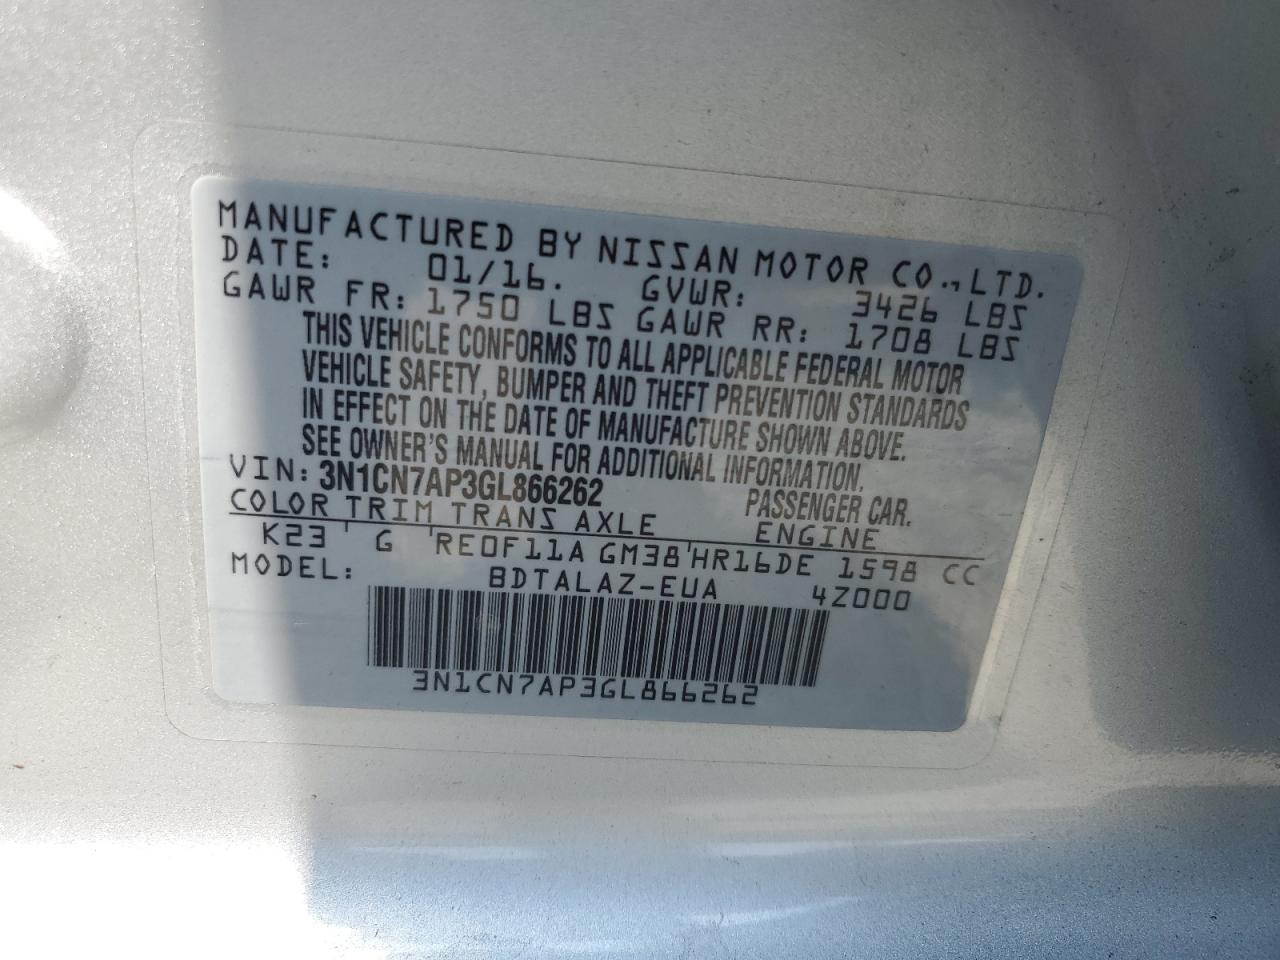 MANUFACTURED BY NISSAN MOTOR CO., LTD.
DATE: 01/16. GVWR: 3426 LBS
GAWR FR: 1750 LBS GAWR RR: 1708 LBS
THIS VEHICLE CONFORMS TO ALL APPLICABLE FEDERAL MOTOR
VEHICLE SAFETY, BUMPER AND THEFT PREVENTION STANDARDS
IN EFFECT ON THE DATE OF MANUFACTURE SHOWN ABOVE.
SEE OWNER'S MANUAL FOR ADDITIONAL INFORMATION.
VIN: 3N1CN7AP3GL866262 PASSENGER CAR.
COLOR TRIM TRANS AXLE ENGINE
K23 ' G 'RE0F11A GM38'HR16DE 1598 CC
MODEL: BDTALAZ-EUA 4Z000
3N1CN7AP3GL866262